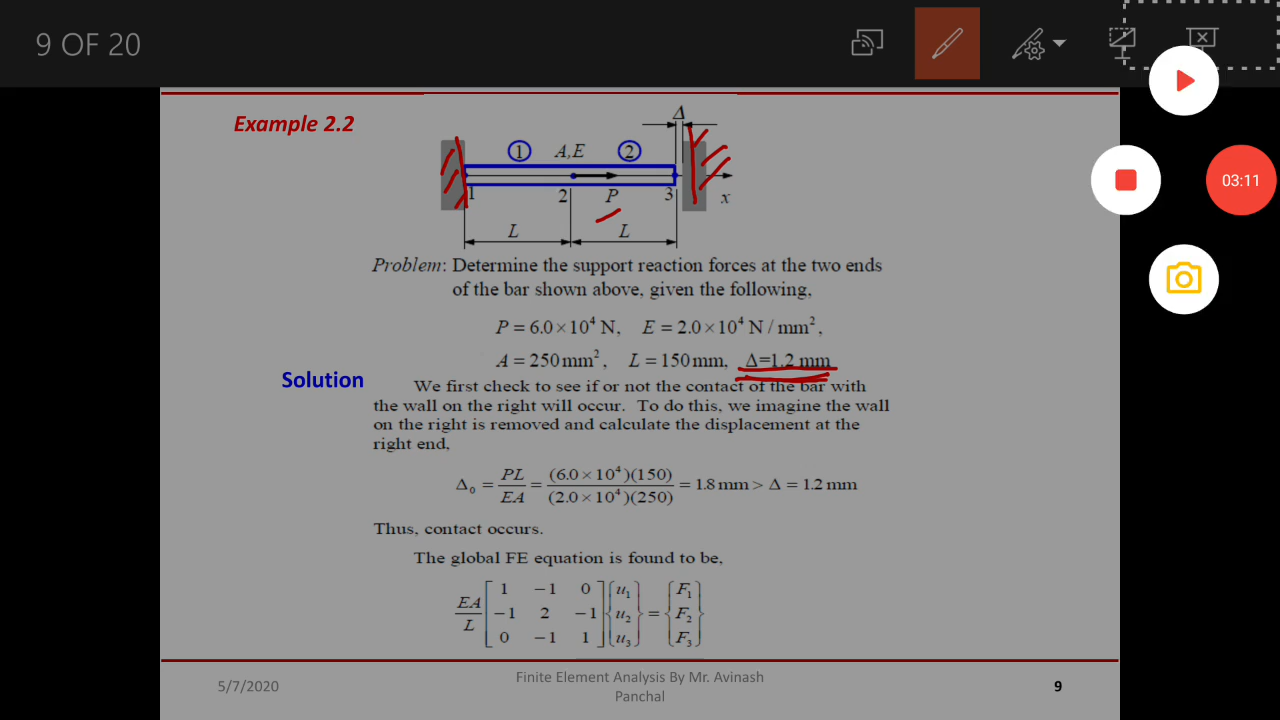 9 OF 20
03:11
Example 2.2
Δ
1 A,E 2
1 2 P 3 x
L L
Problem: Determine the support reaction forces at the two ends
of the bar shown above, given the following,
P = 6.0×10⁴ N, E = 2.0×10⁴ N / mm²,
A = 250 mm², L = 150 mm, Δ=1.2 mm
Solution
We first check to see if or not the contact of the bar with
the wall on the right will occur. To do this, we imagine the wall
on the right is removed and calculate the displacement at the
right end,
Δ₀ = PL/EA = (6.0×10⁴)(150)/(2.0×10⁴)(250) = 1.8 mm > Δ = 1.2 mm
Thus, contact occurs.
The global FE equation is found to be,
EA/L [1 −1 0; −1 2 −1; 0 −1 1] {u₁; u₂; u₃} = {F₁; F₂; F₃}
5/7/2020
Finite Element Analysis By Mr. Avinash
Panchal
9